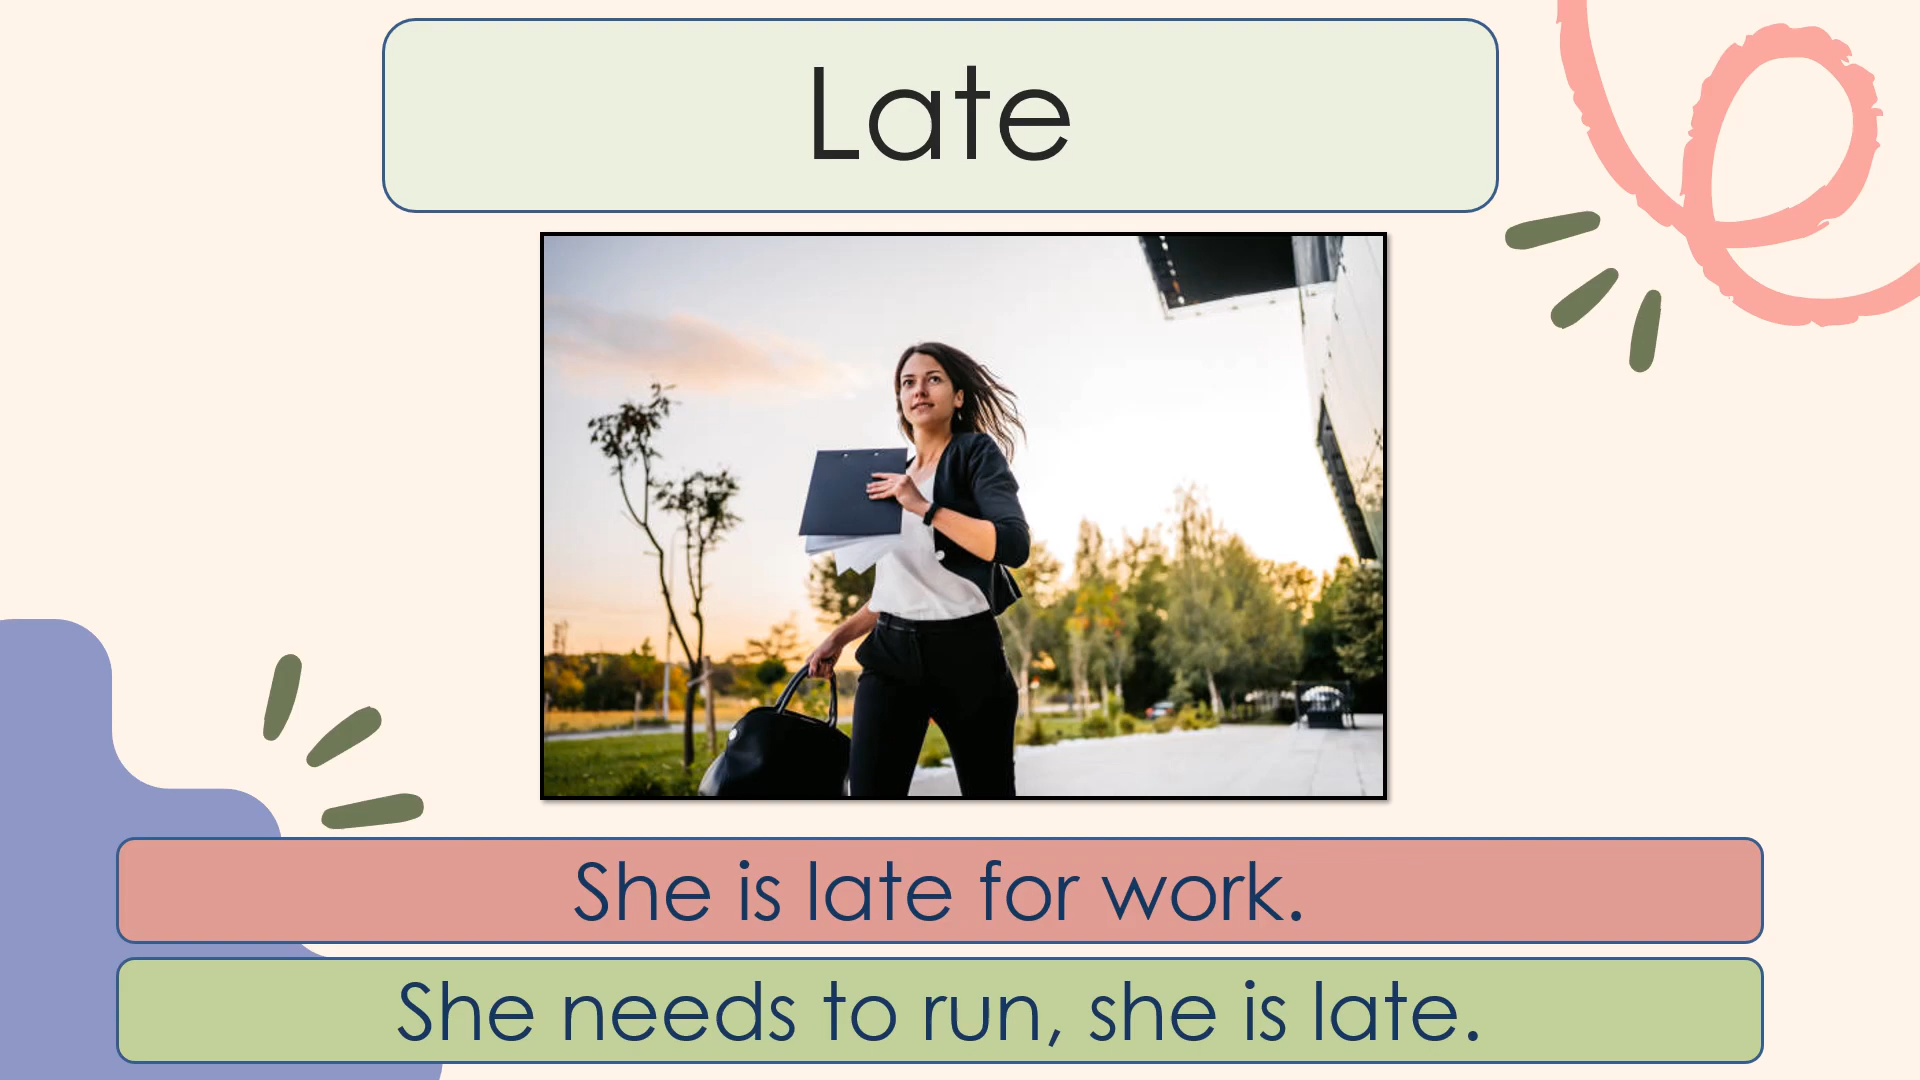 Late
She is late for work.
She needs to run, she is late.